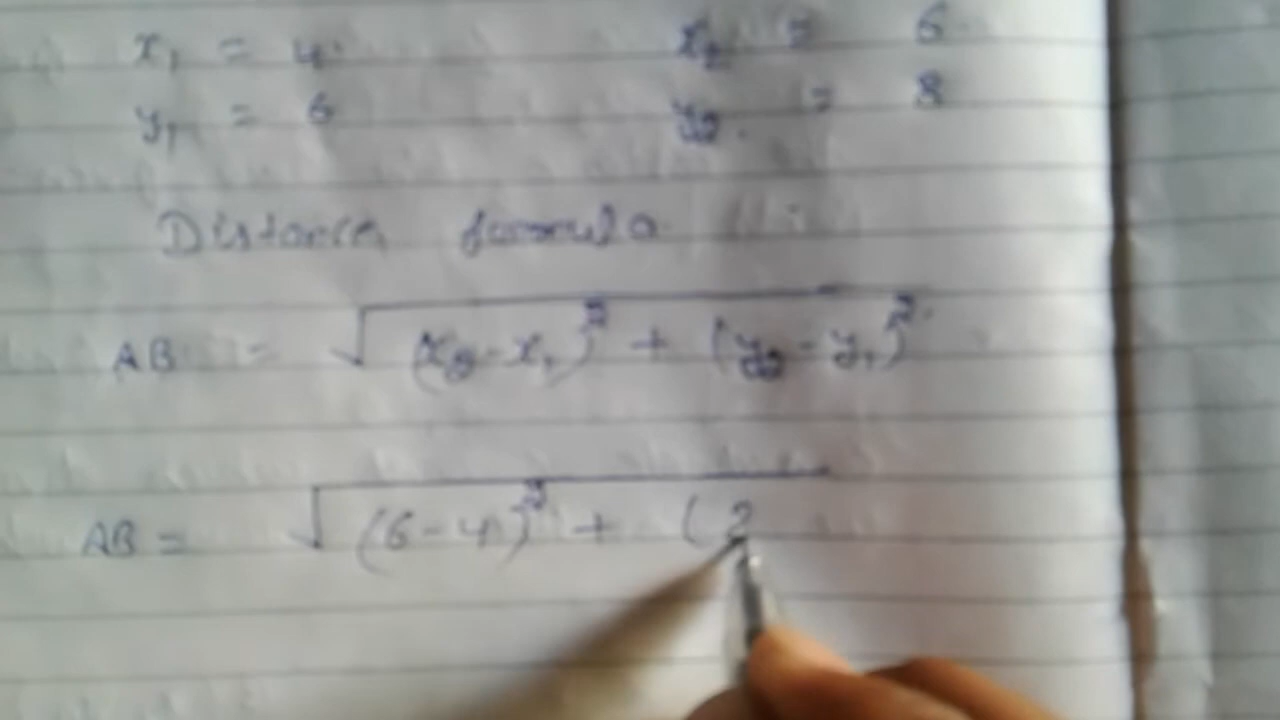 x₁ = 4 x₂ = 6
y₁ = 6 y₂ = 8
Distance formula
AB = √(x₂-x₁)² + (y₂-y₁)²
AB = √(6-4)² + (2